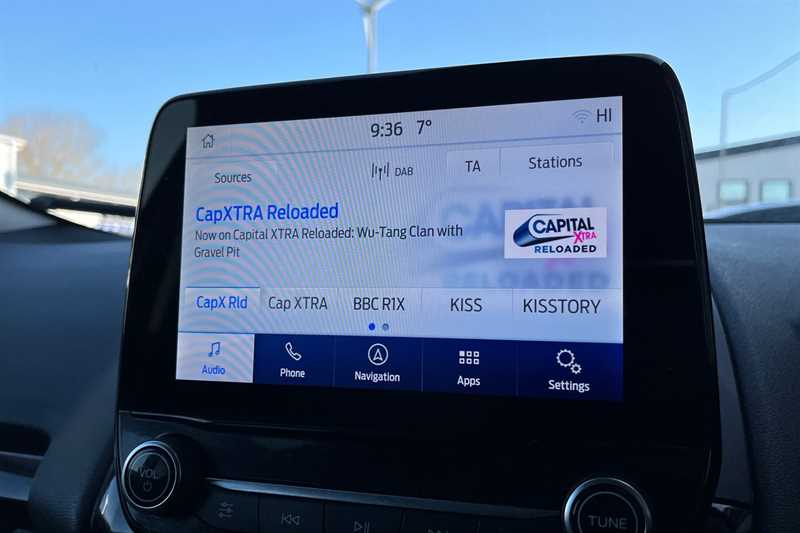 9:36 7° HI
Sources DAB TA Stations
CapXTRA Reloaded
Now on Capital XTRA Reloaded: Wu-Tang Clan with
Gravel Pit
CAPITAL
XTRA
RELOADED
CapX Rld Cap XTRA BBC R1X KISS KISSTORY
Audio Phone Navigation Apps Settings
VOL
TUNE